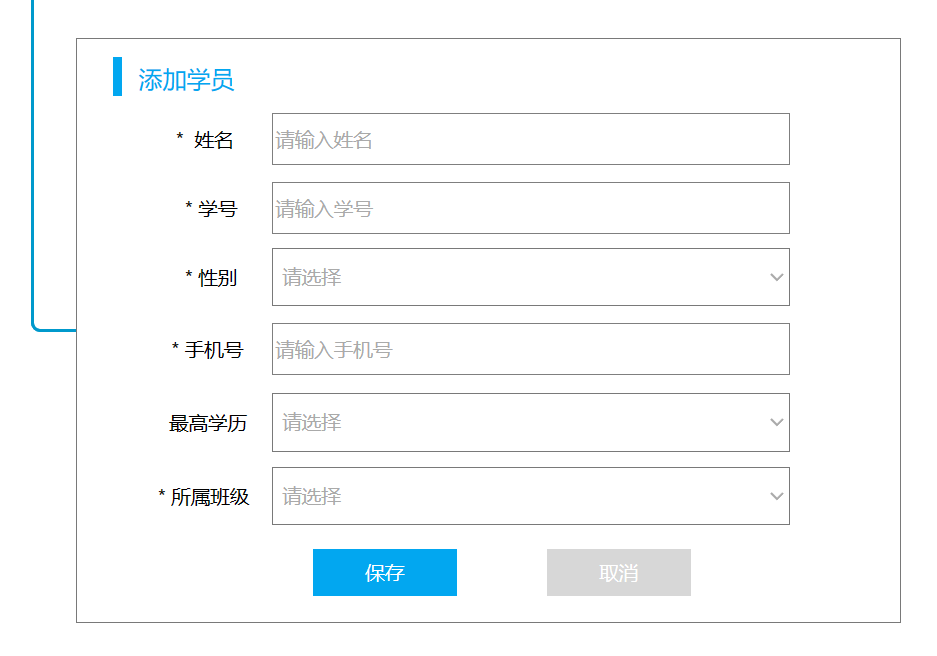 添加学员
* 姓名 请输入姓名
* 学号 请输入学号
* 性别 请选择
* 手机号 请输入手机号
最高学历 请选择
* 所属班级 请选择
保存 取消